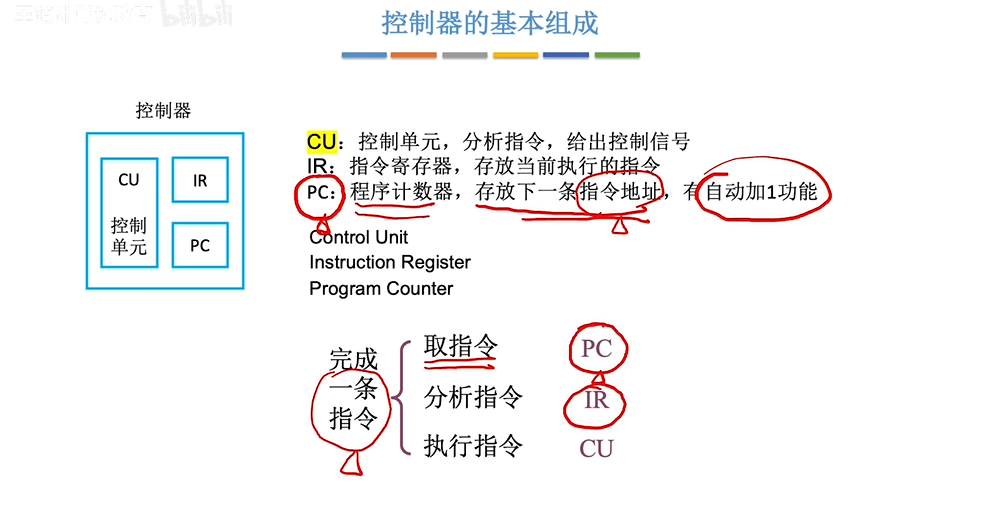 王道计算机教育 bilibili
控制器的基本组成
控制器
CU
控制
单元
IR
PC
CU：控制单元，分析指令，给出控制信号
IR：指令寄存器，存放当前执行的指令
PC：程序计数器，存放下一条指令地址，有自动加1功能
Control Unit
Instruction Register
Program Counter
完成
一条
指令
取指令 PC
分析指令 IR
执行指令 CU